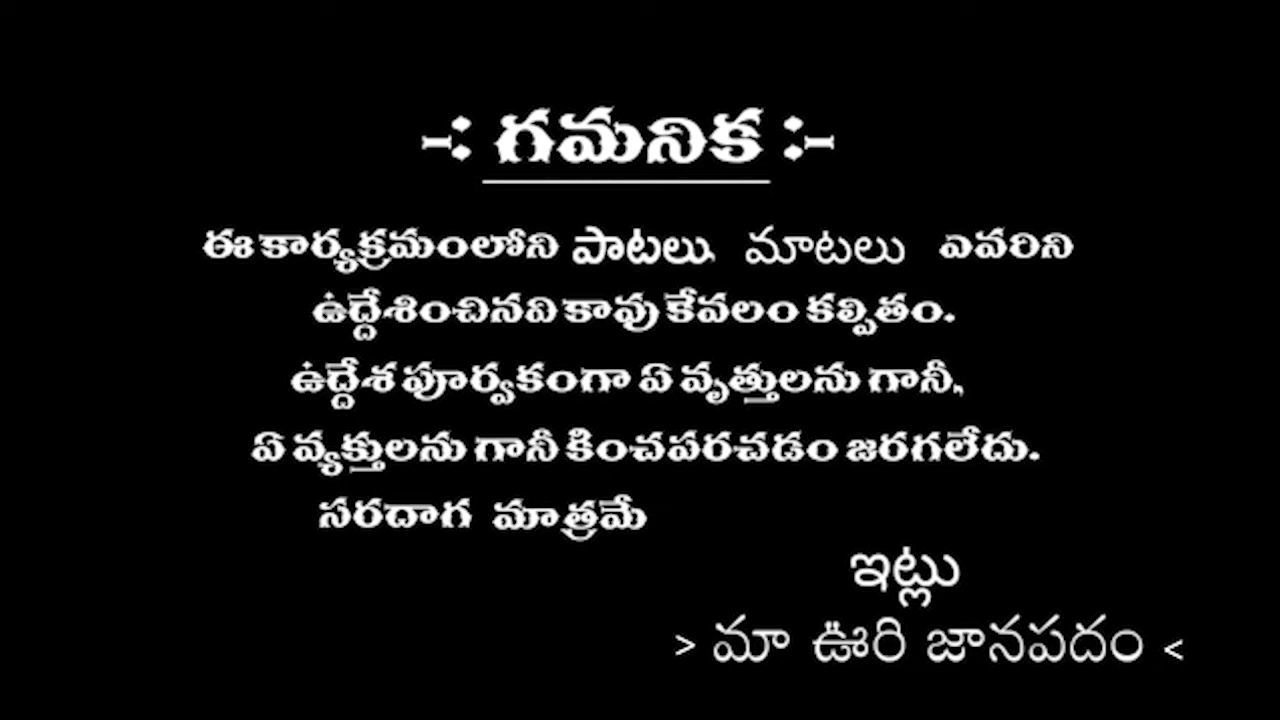 -: గమనిక :-
ఈ కార్యక్రమంలోని పాటలు, మాటలు ఎవరిని
ఉద్దేశించినవి కావు కేవలం కల్పితం.
ఉద్దేశ పూర్వకంగా ఏ వృత్తులను గానీ,
ఏ వ్యక్తులను గానీ కించపరచడం జరగలేదు.
సరదాగ మాత్రమే
ఇట్లు
> మా ఊరి జానపదం <